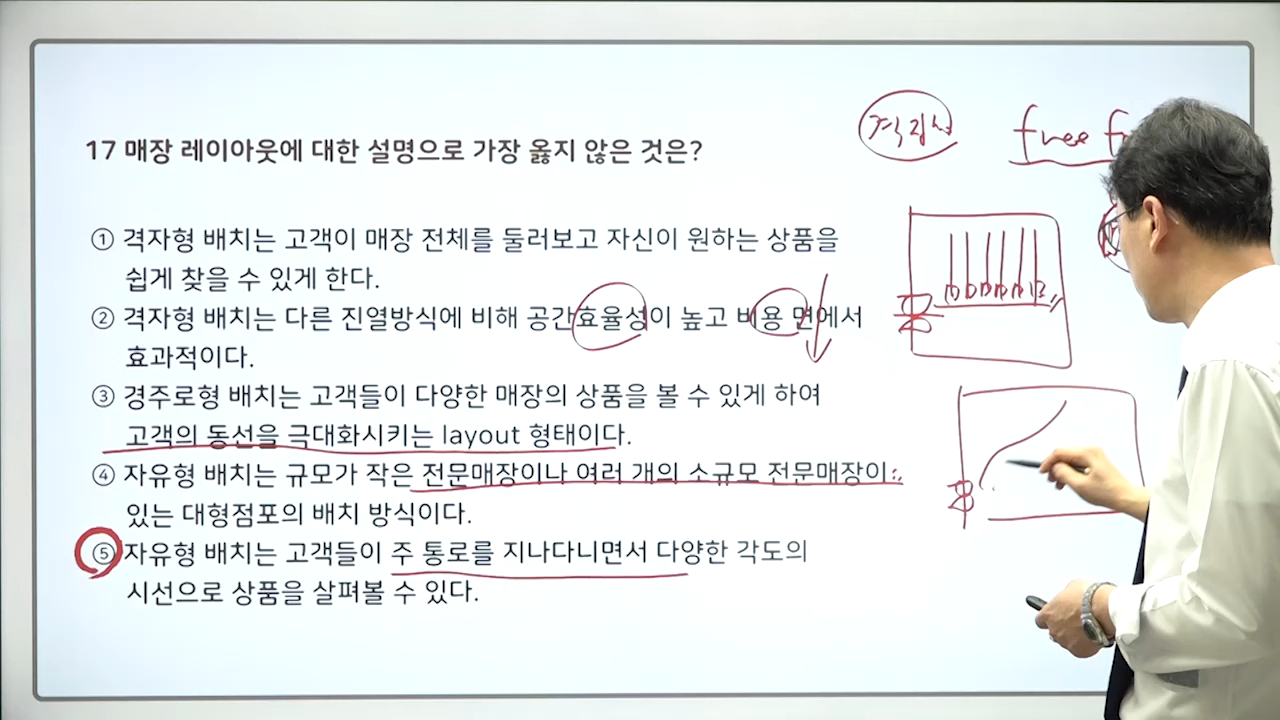 17 매장 레이아웃에 대한 설명으로 가장 옳지 않은 것은?
① 격자형 배치는 고객이 매장 전체를 둘러보고 자신이 원하는 상품을
쉽게 찾을 수 있게 한다.
② 격자형 배치는 다른 진열방식에 비해 공간효율성이 높고 비용 면에서
효과적이다.
③ 경주로형 배치는 고객들이 다양한 매장의 상품을 볼 수 있게 하여
고객의 동선을 극대화시키는 layout 형태이다.
④ 자유형 배치는 규모가 작은 전문매장이나 여러 개의 소규모 전문매장이
있는 대형점포의 배치 방식이다.
⑤ 자유형 배치는 고객들이 주 통로를 지나다니면서 다양한 각도의
시선으로 상품을 살펴볼 수 있다.
free